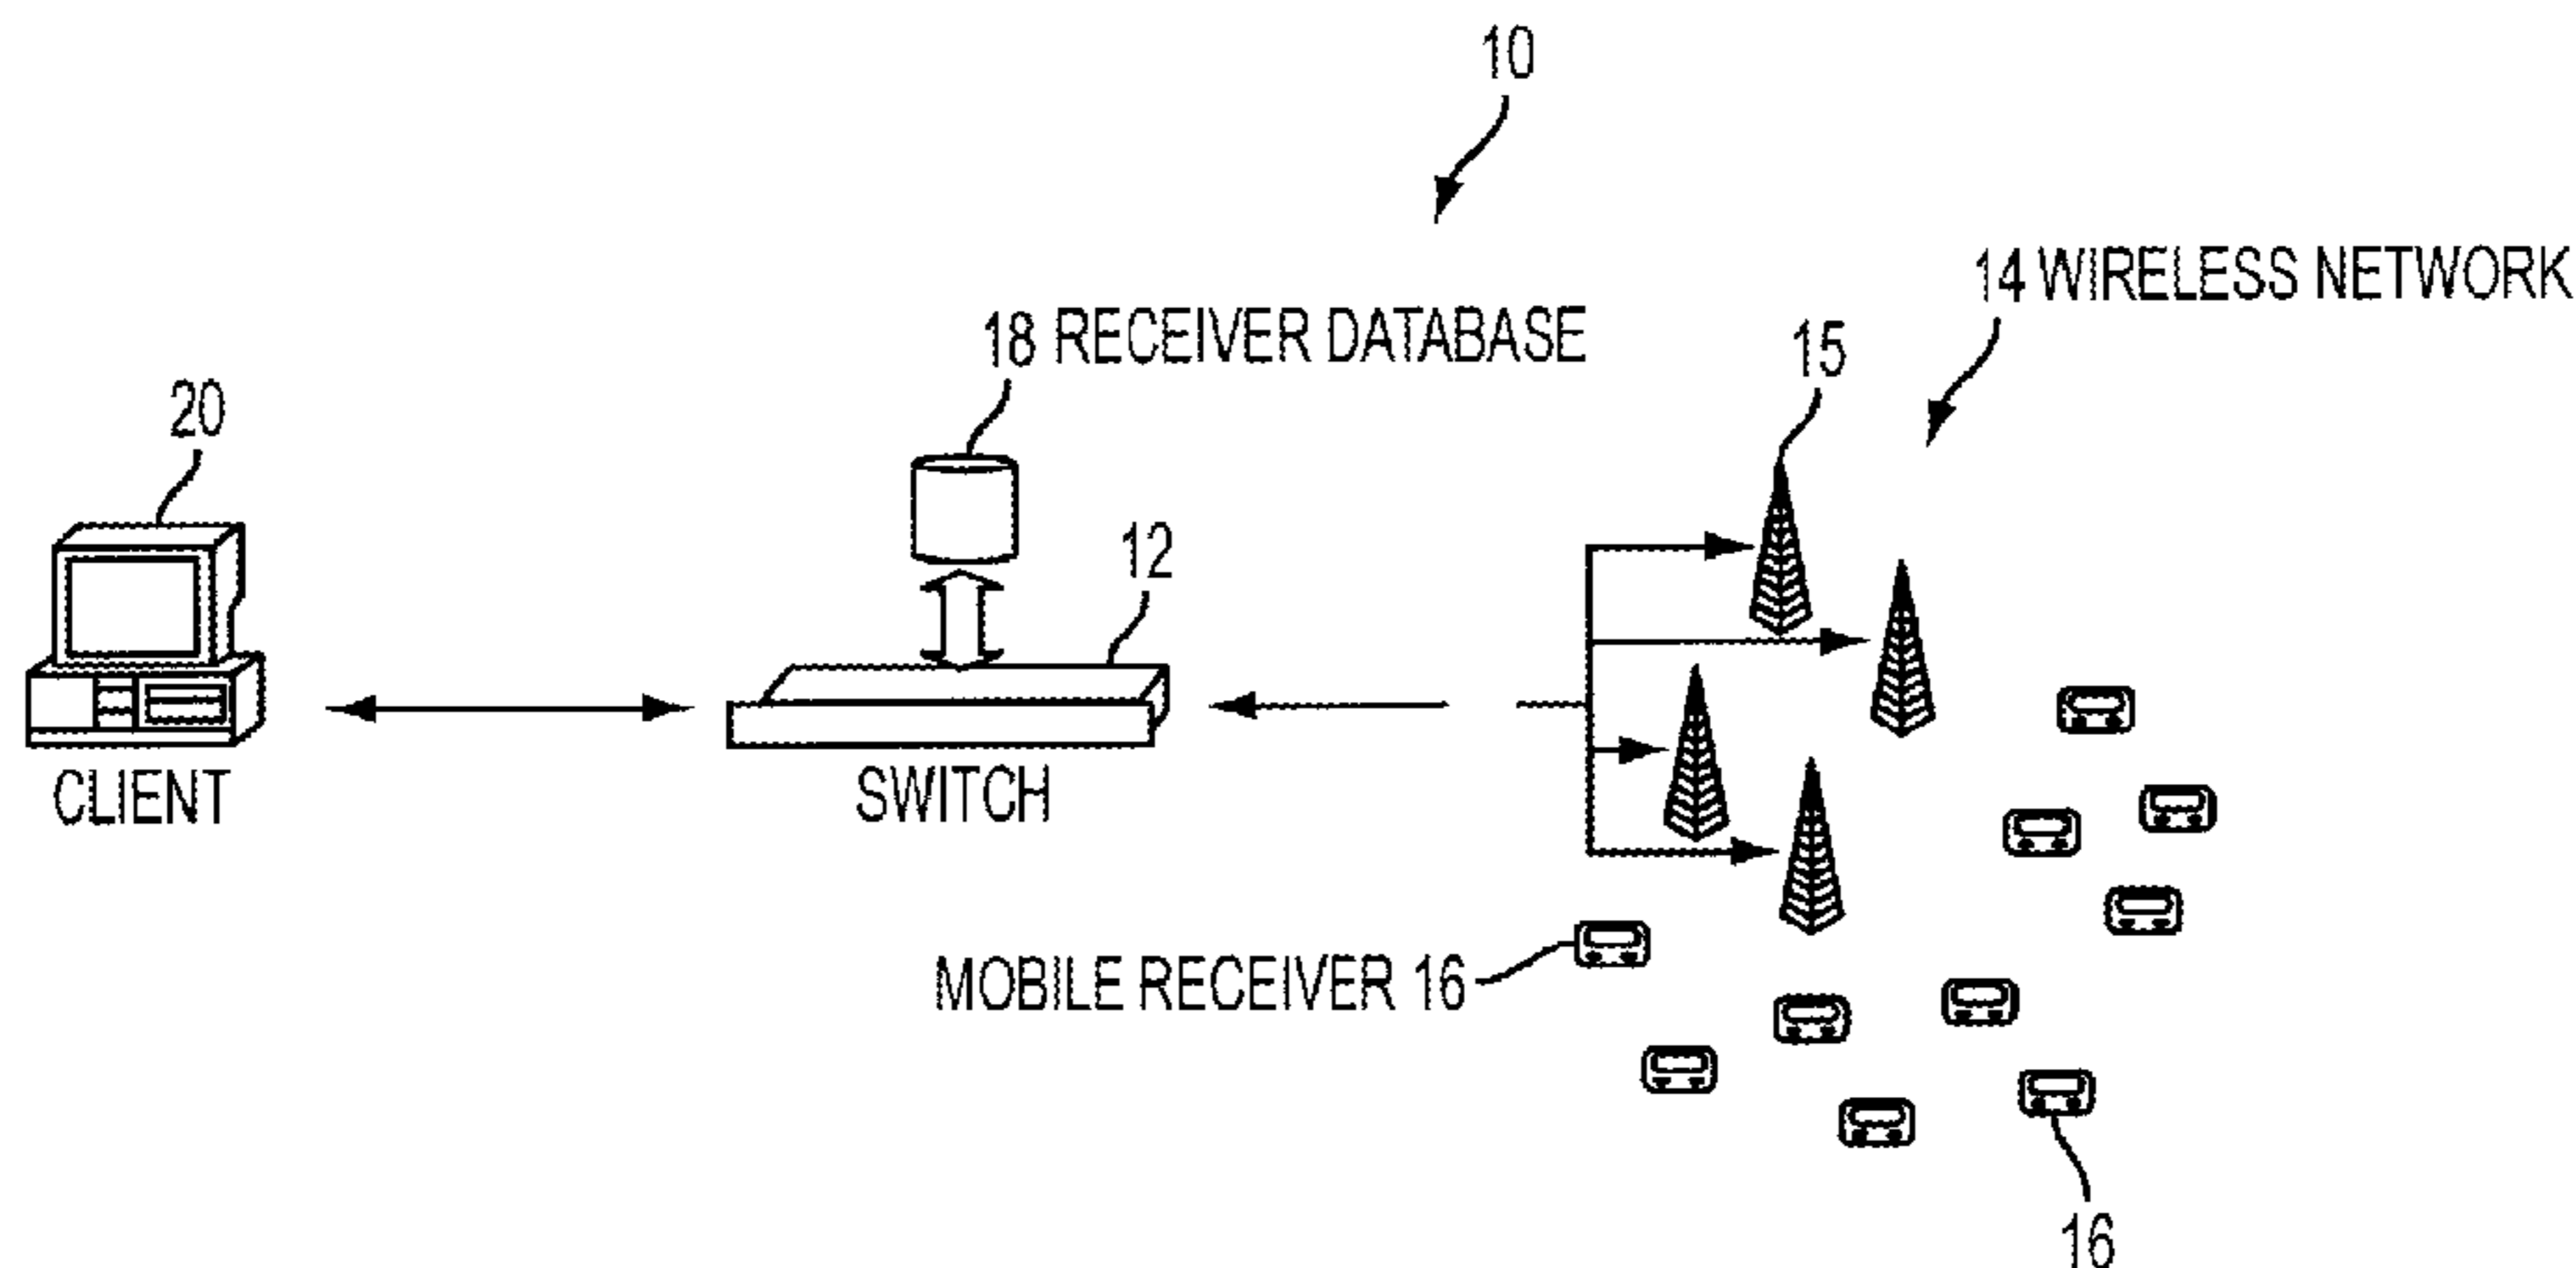 10
14 WIRELESS NETWORK
18 RECEIVER DATABASE
15
20
12
CLIENT
SWITCH
MOBILE RECEIVER 16
16